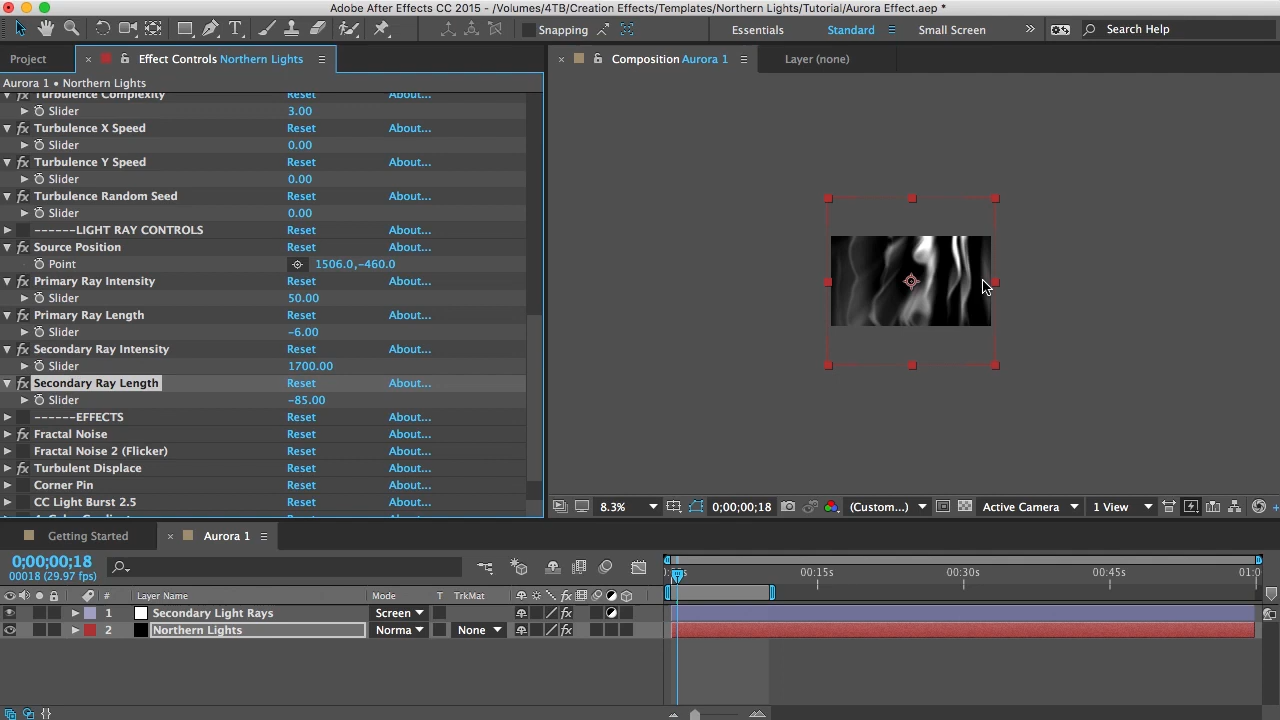 Adobe After Effects CC 2015 - /Volumes/4TB/Creation Effects/Templates/Northern Lights/Tutorial/Aurora Effect.aep *
Snapping
Essentials
Standard
Small Screen
Search Help
Project
Effect Controls Northern Lights
Composition Aurora 1
Layer (none)
Aurora 1 • Northern Lights
Turbulence Complexity Reset About...
Slider 3.00
Turbulence X Speed Reset About...
Slider 0.00
Turbulence Y Speed Reset About...
Slider 0.00
Turbulence Random Seed Reset About...
Slider 0.00
------LIGHT RAY CONTROLS Reset About...
Source Position Reset About...
Point 1506.0,-460.0
Primary Ray Intensity Reset About...
Slider 50.00
Primary Ray Length Reset About...
Slider -6.00
Secondary Ray Intensity Reset About...
Slider 1700.00
Secondary Ray Length Reset About...
Slider -85.00
------EFFECTS Reset About...
Fractal Noise Reset About...
Fractal Noise 2 (Flicker) Reset About...
Turbulent Displace Reset About...
Corner Pin Reset About...
CC Light Burst 2.5 Reset About...
8.3%
0;00;00;18
(Custom...)
Active Camera
1 View
Getting Started
Aurora 1
0;00;00;18
00018 (29.97 fps)
00:15s 00:30s 00:45s
# Layer Name Mode T TrkMat
1 Secondary Light Rays Screen
2 Northern Lights Norma None